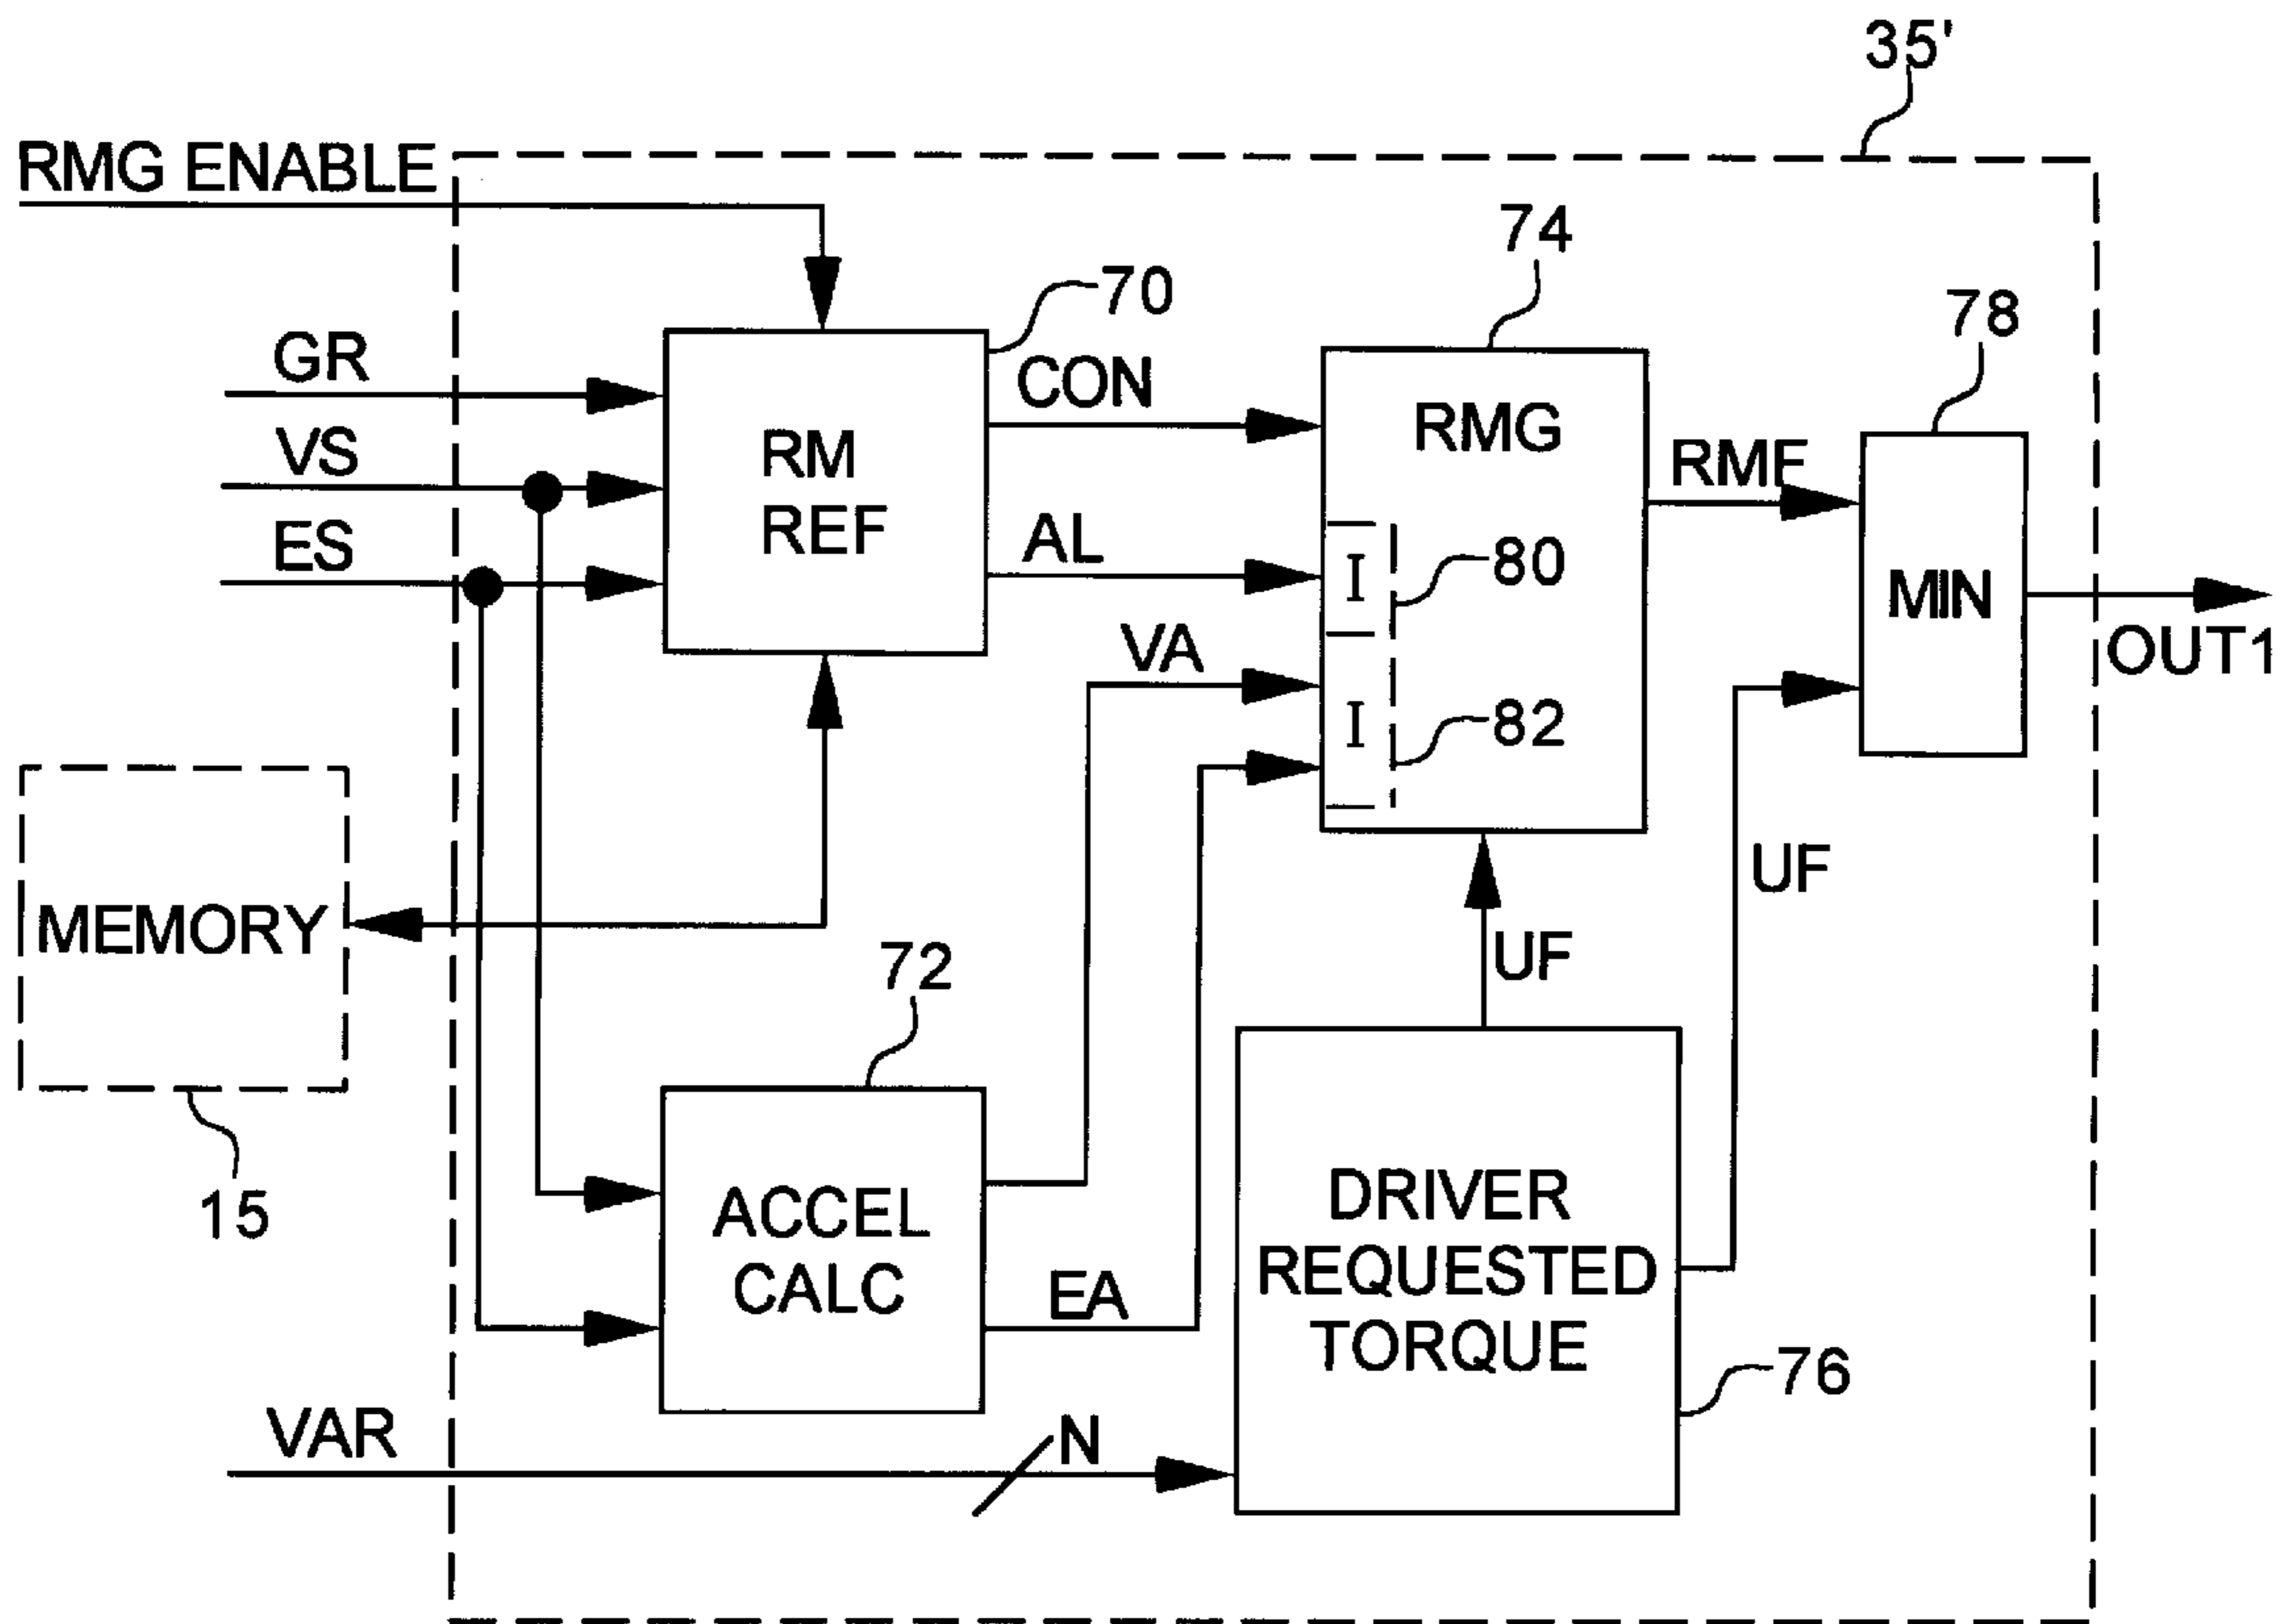 35'
RMG ENABLE
74
70
78
GR
CON
RMG
VS
RM
REF
RMF
ES
AL
I
80
MIN
VA
OUT1
I
82
UF
MEMORY
UF
72
15
ACCEL
CALC
DRIVER
REQUESTED
TORQUE
EA
76
VAR
N